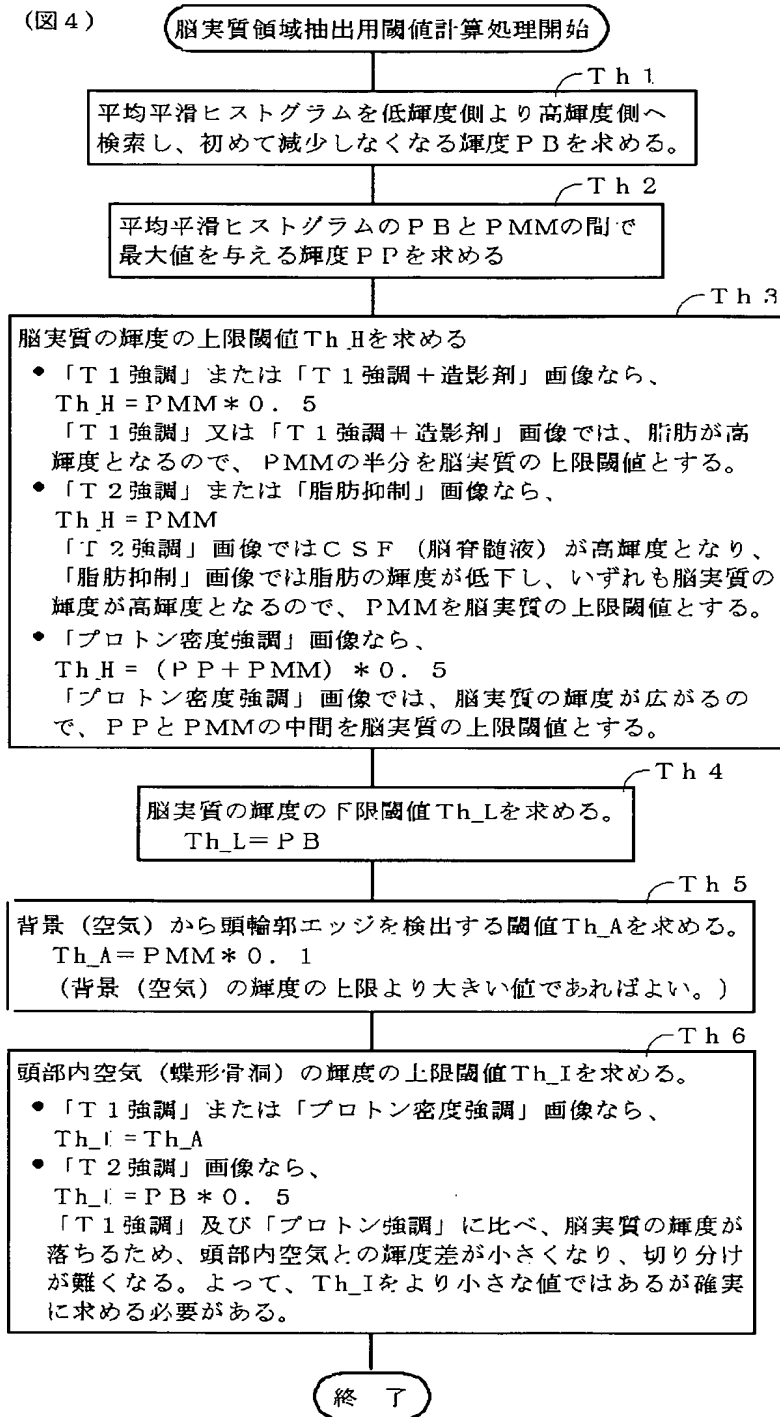 (図4)
脳実質領域抽出用閾値計算処理開始
Th1
平均平滑ヒストグラムを低輝度側より高輝度側へ
検索し、初めて減少しなくなる輝度PBを求める。
Th2
平均平滑ヒストグラムのPBとPMMの間で
最大値を与える輝度PPを求める
Th3
脳実質の輝度の上限閾値Th_Hを求める
● 「T1強調」または「T1強調+造影剤」画像なら、
Th_H=PMM*0.5
「T1強調」又は「T1強調+造影剤」画像では、脂肪が高
輝度となるので、PMMの半分を脳実質の上限閾値とする。
● 「T2強調」または「脂肪抑制」画像なら、
Th_H=PMM
「T2強調」画像ではCSF(脳脊髄液)が高輝度となり、
「脂肪抑制」画像では脂肪の輝度が低下し、いずれも脳実質の
輝度が高輝度となるので、PMMを脳実質の上限閾値とする。
● 「プロトン密度強調」画像なら、
Th_H=(PP+PMM)*0.5
「プロトン密度強調」画像では、脳実質の輝度が広がるの
で、PPとPMMの中間を脳実質の上限閾値とする。
Th4
脳実質の輝度の下限閾値Th_Lを求める。
Th_L=PB
Th5
背景(空気)から頭輪郭エッジを検出する閾値Th_Aを求める。
Th_A=PMM*0.1
(背景(空気)の輝度の上限より大きい値であればよい。)
Th6
頭部内空気(蝶形骨洞)の輝度の上限閾値Th_Iを求める。
● 「T1強調」または「プロトン密度強調」画像なら、
Th_I=Th_A
● 「T2強調」画像なら、
Th_I=PB*0.5
「T1強調」及び「プロトン強調」に比べ、脳実質の輝度が
落ちるため、頭部内空気との輝度差が小さくなり、切り分け
が難くなる。よって、Th_Iをより小さな値ではあるが確実
に求める必要がある。
終 了